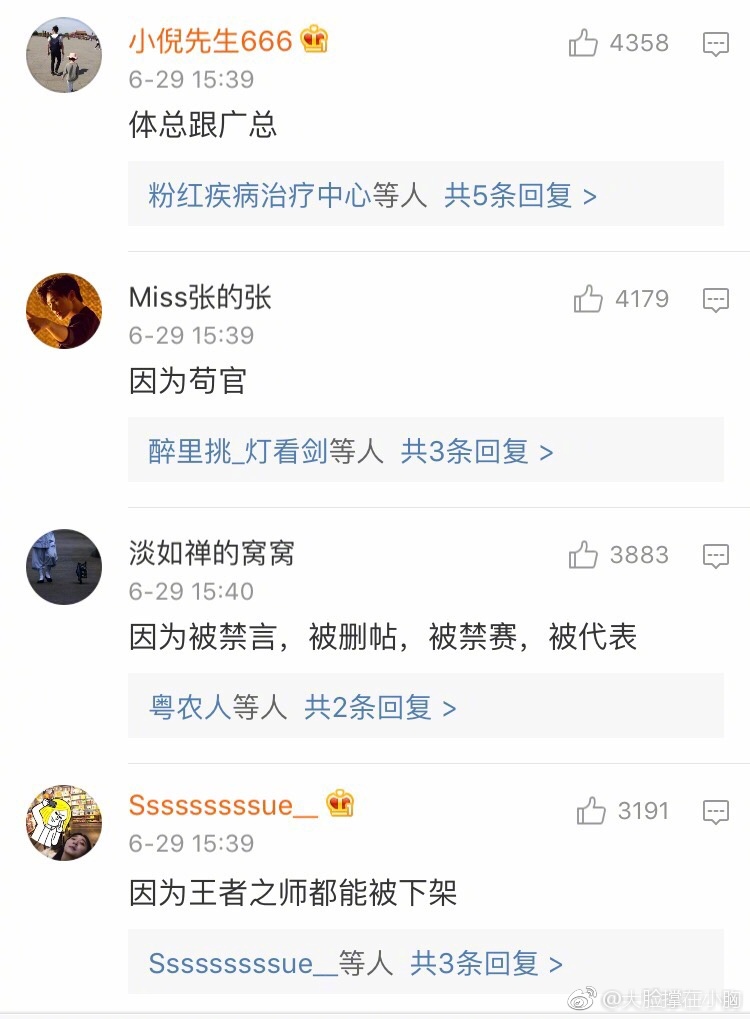 小倪先生666
4358
6-29 15:39
体总跟广总
粉红疾病治疗中心等人 共5条回复 >
Miss张的张
4179
6-29 15:39
因为苟官
醉里挑_灯看剑等人 共3条回复 >
淡如禅的窝窝
3883
6-29 15:40
因为被禁言，被删帖，被禁赛，被代表
粤农人等人 共2条回复 >
Sssssssssue__
3191
6-29 15:39
因为王者之师都能被下架
Sssssssssue__等人 共3条回复 >
@大脸撑在小胸